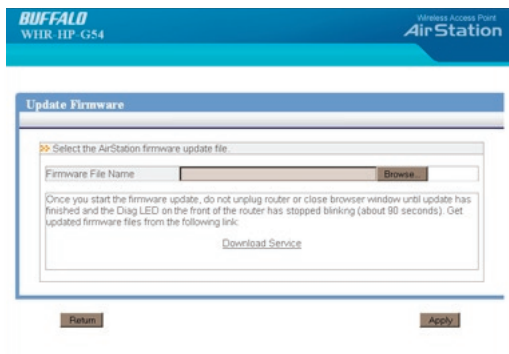 BUFFALO
WHR-HP-G54
Wireless Access Point
AirStation
Update Firmware
Select the AirStation firmware update file.
Firmware File Name
Browse...
Once you start the firmware update, do not unplug router or close browser window until update has
finished and the Diag LED on the front of the router has stopped blinkng (about 90 seconds). Get
updated firmware files from the following link:
Download Service
Return
Apply